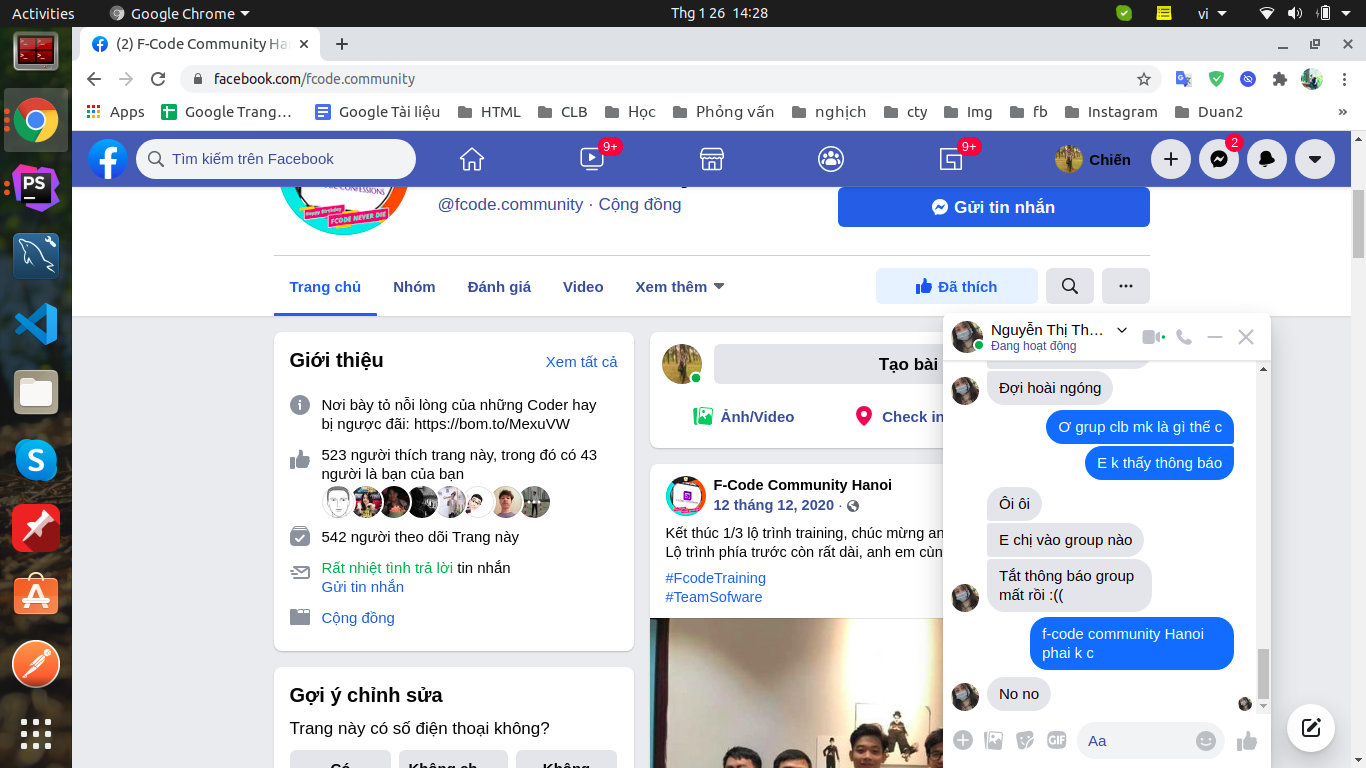 Activities
Google Chrome
Thg 1 26 14:28
vi
(2) F-Code Community Ha
facebook.com/fcode.community
Apps
Google Trang…
Google Tài liệu
HTML
CLB
Học
Phỏng vấn
nghịch
cty
Img
fb
Instagram
Duan2
»
Tìm kiếm trên Facebook
9+
9+
Chiến
2
CONFESSIONS
Happy Birthday
FCODE NEVER DIE
@fcode.community · Cộng đồng
Gửi tin nhắn
Trang chủ
Nhóm
Đánh giá
Video
Xem thêm
Đã thích
Giới thiệu
Xem tất cả
Nơi bày tỏ nỗi lòng của những Coder hay
bị ngược đãi: https://bom.to/MexuVW
523 người thích trang này, trong đó có 43
người là bạn của bạn
542 người theo dõi Trang này
Rất nhiệt tình trả lời tin nhắn
Gửi tin nhắn
Cộng đồng
Gợi ý chỉnh sửa
Trang này có số điện thoại không?
Có
Không
Tạo bài
Ảnh/Video
Check in
F-Code Community Hanoi
12 tháng 12, 2020 ·
Kết thúc 1/3 lộ trình training, chúc mừng an
Lộ trình phía trước còn rất dài, anh em cùn
#FcodeTraining
#TeamSofware
Nguyễn Thị Th…
Đang hoạt động
Đợi hoài ngóng
Ơ grup clb mk là gì thế c
E k thấy thông báo
Ôi ôi
E chị vào group nào
Tắt thông báo group
mất rồi :((
f-code community Hanoi
phai k c
No no
GIF
Aa
PS